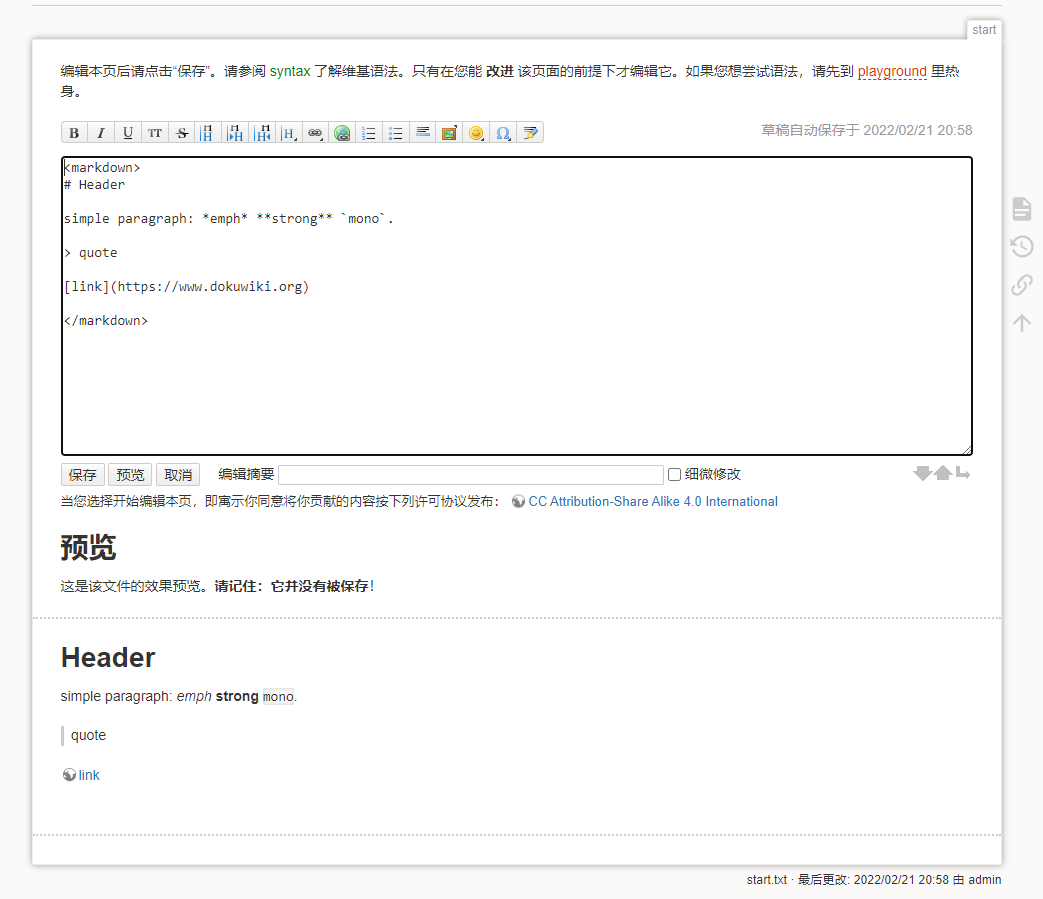 start
编辑本页后请点击“保存”。请参阅 syntax 了解维基语法。只有在您能 改进 该页面的前提下才编辑它。如果您想尝试语法，请先到 playground 里热
身。
B I U TT S H H H H
草稿自动保存于 2022/02/21 20:58
<markdown>
# Header
simple paragraph: *emph* **strong** `mono`.
> quote
[link](https://www.dokuwiki.org)
</markdown>
保存 预览 取消 编辑摘要 细微修改
当您选择开始编辑本页，即寓示你同意将你贡献的内容按下列许可协议发布： CC Attribution-Share Alike 4.0 International
预览
这是该文件的效果预览。请记住：它并没有被保存！
Header
simple paragraph: emph strong mono.
quote
link
start.txt · 最后更改: 2022/02/21 20:58 由 admin